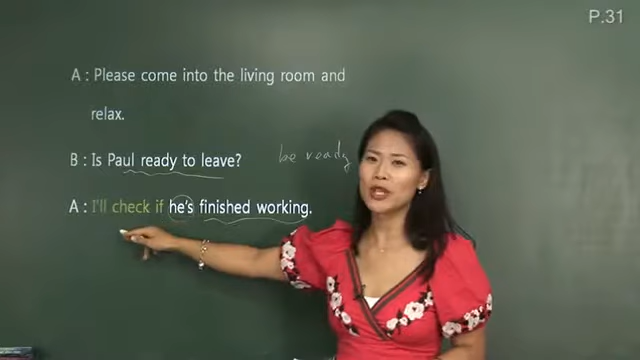 P.31
A : Please come into the living room and
relax.
B : Is Paul ready to leave? be ready
A : I'll check if he's finished working.